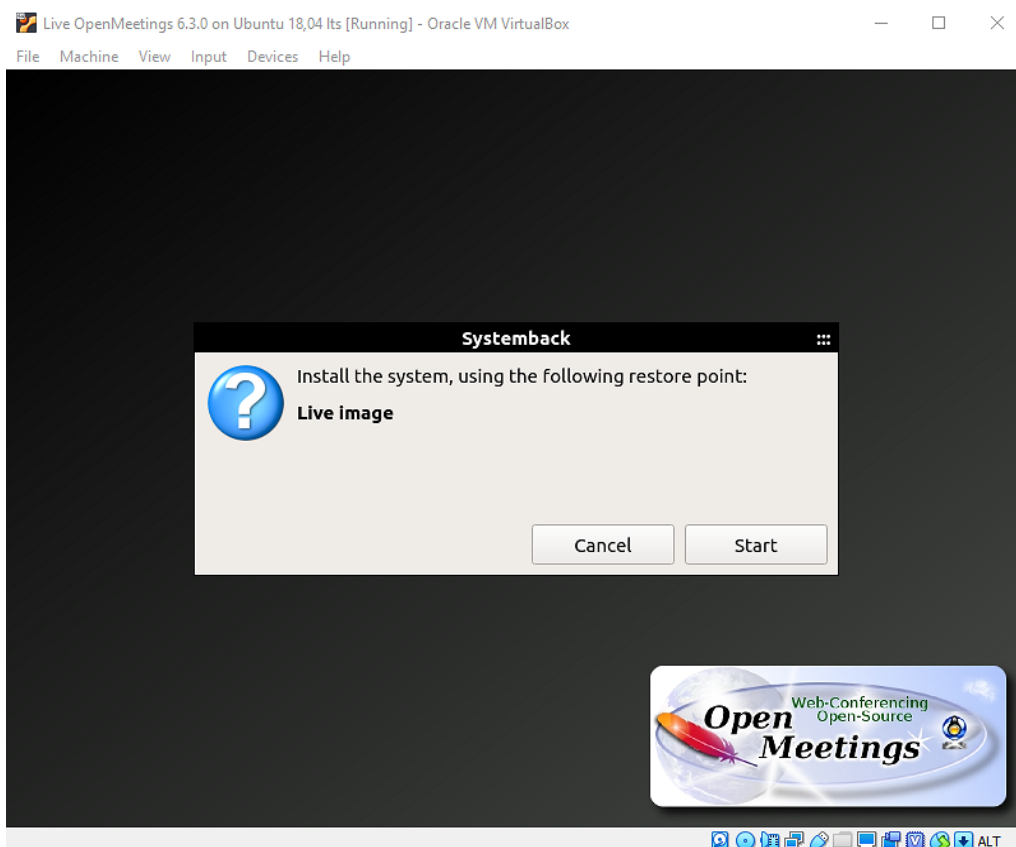 Live OpenMeetings 6.3.0 on Ubuntu 18,04 lts [Running] - Oracle VM VirtualBox
File Machine View Input Devices Help
Systemback
Install the system, using the following restore point:
Live image
Cancel Start
Web-Conferencing
Open-Source
Open
Meetings
ALT